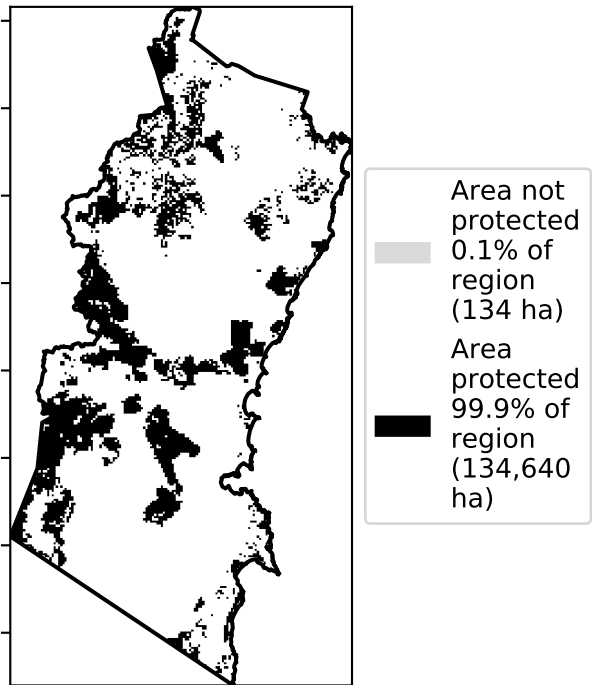 Area not
protected
0.1% of
region
(134 ha)
Area
protected
99.9% of
region
(134,640
ha)